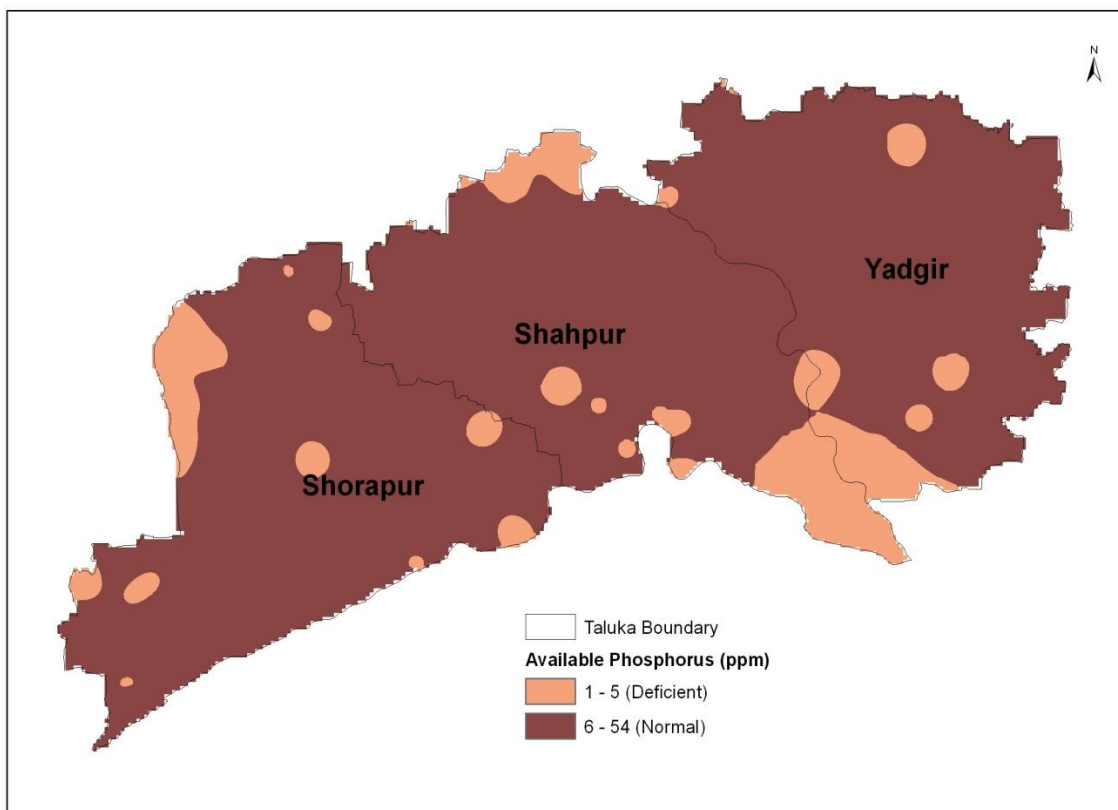 N
Yadgir
Shahpur
Shorapur
Taluka Boundary
Available Phosphorus (ppm)
1 - 5 (Deficient)
6 - 54 (Normal)